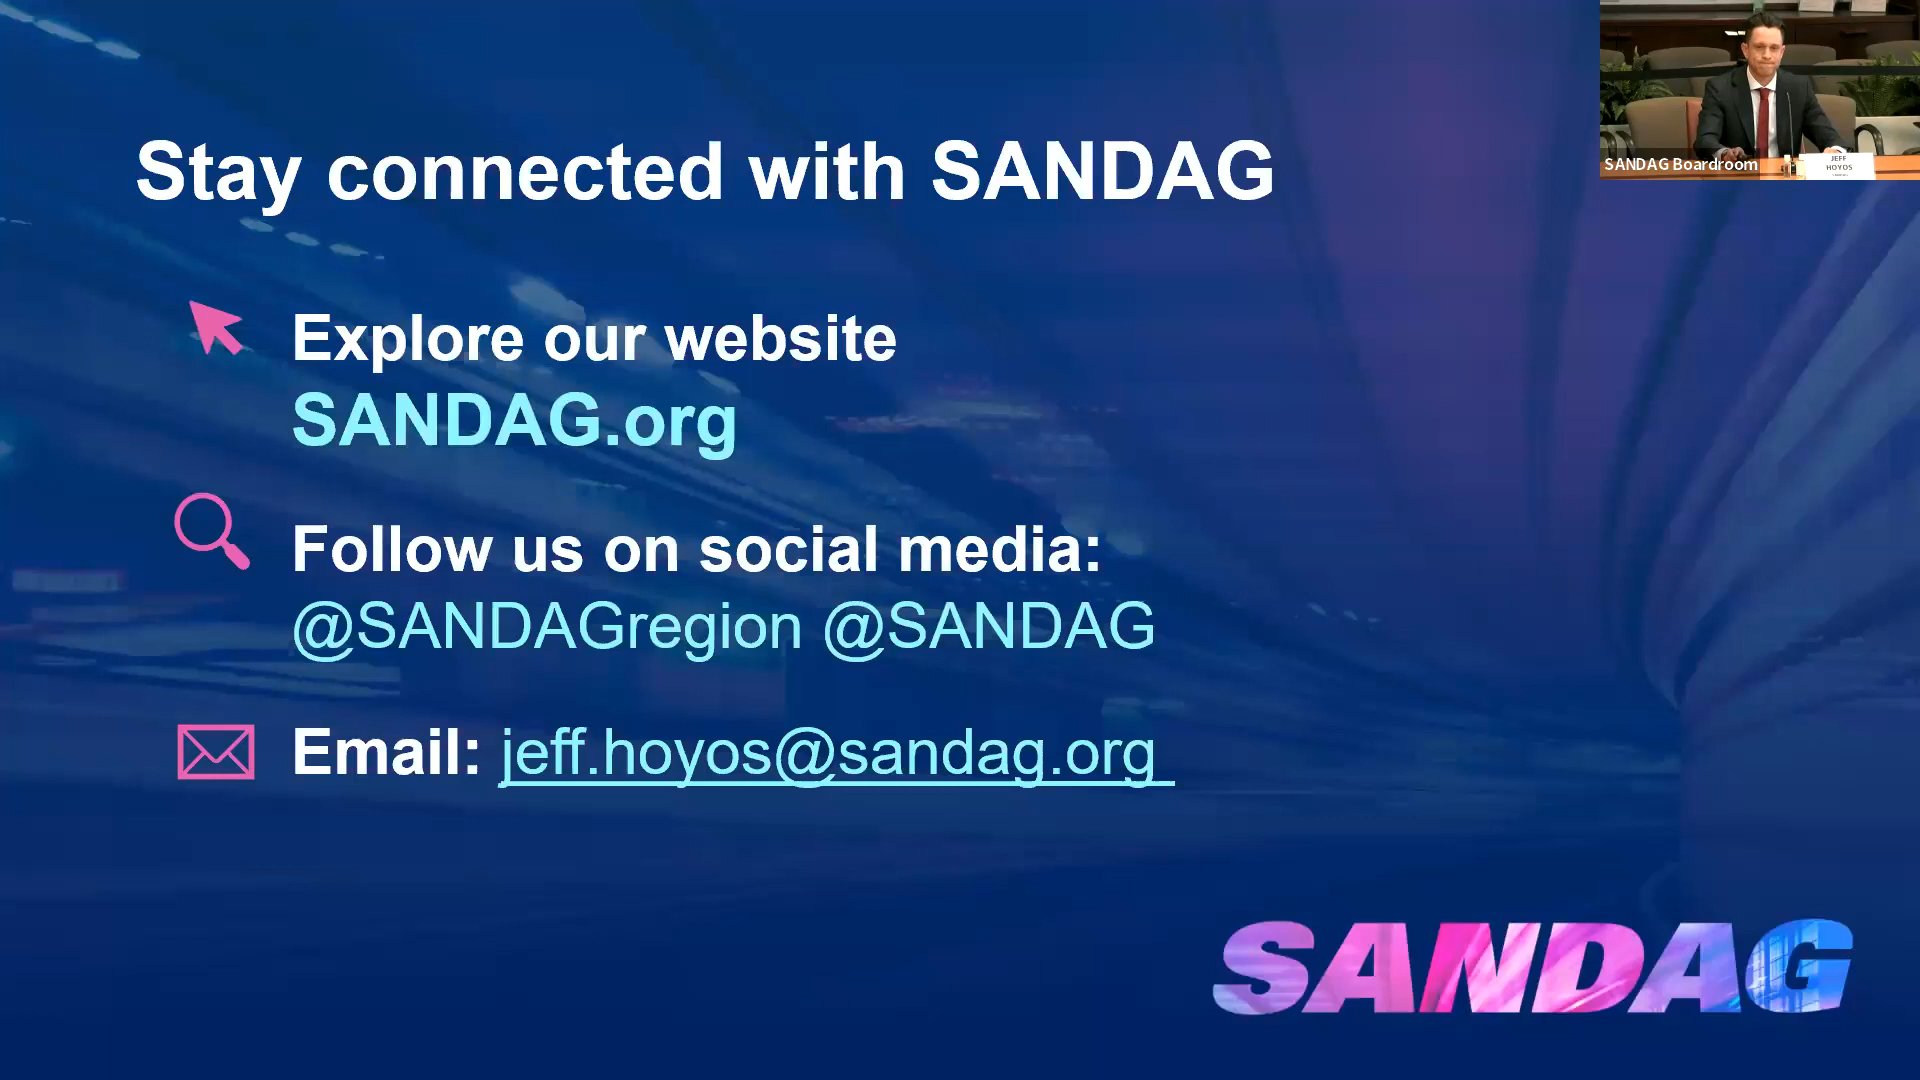 Stay connected with SANDAG
Explore our website
SANDAG.org
Follow us on social media:
@SANDAGregion @SANDAG
Email: jeff.hoyos@sandag.org
SANDAG
SANDAG Boardroom
JEFF
HOYOS